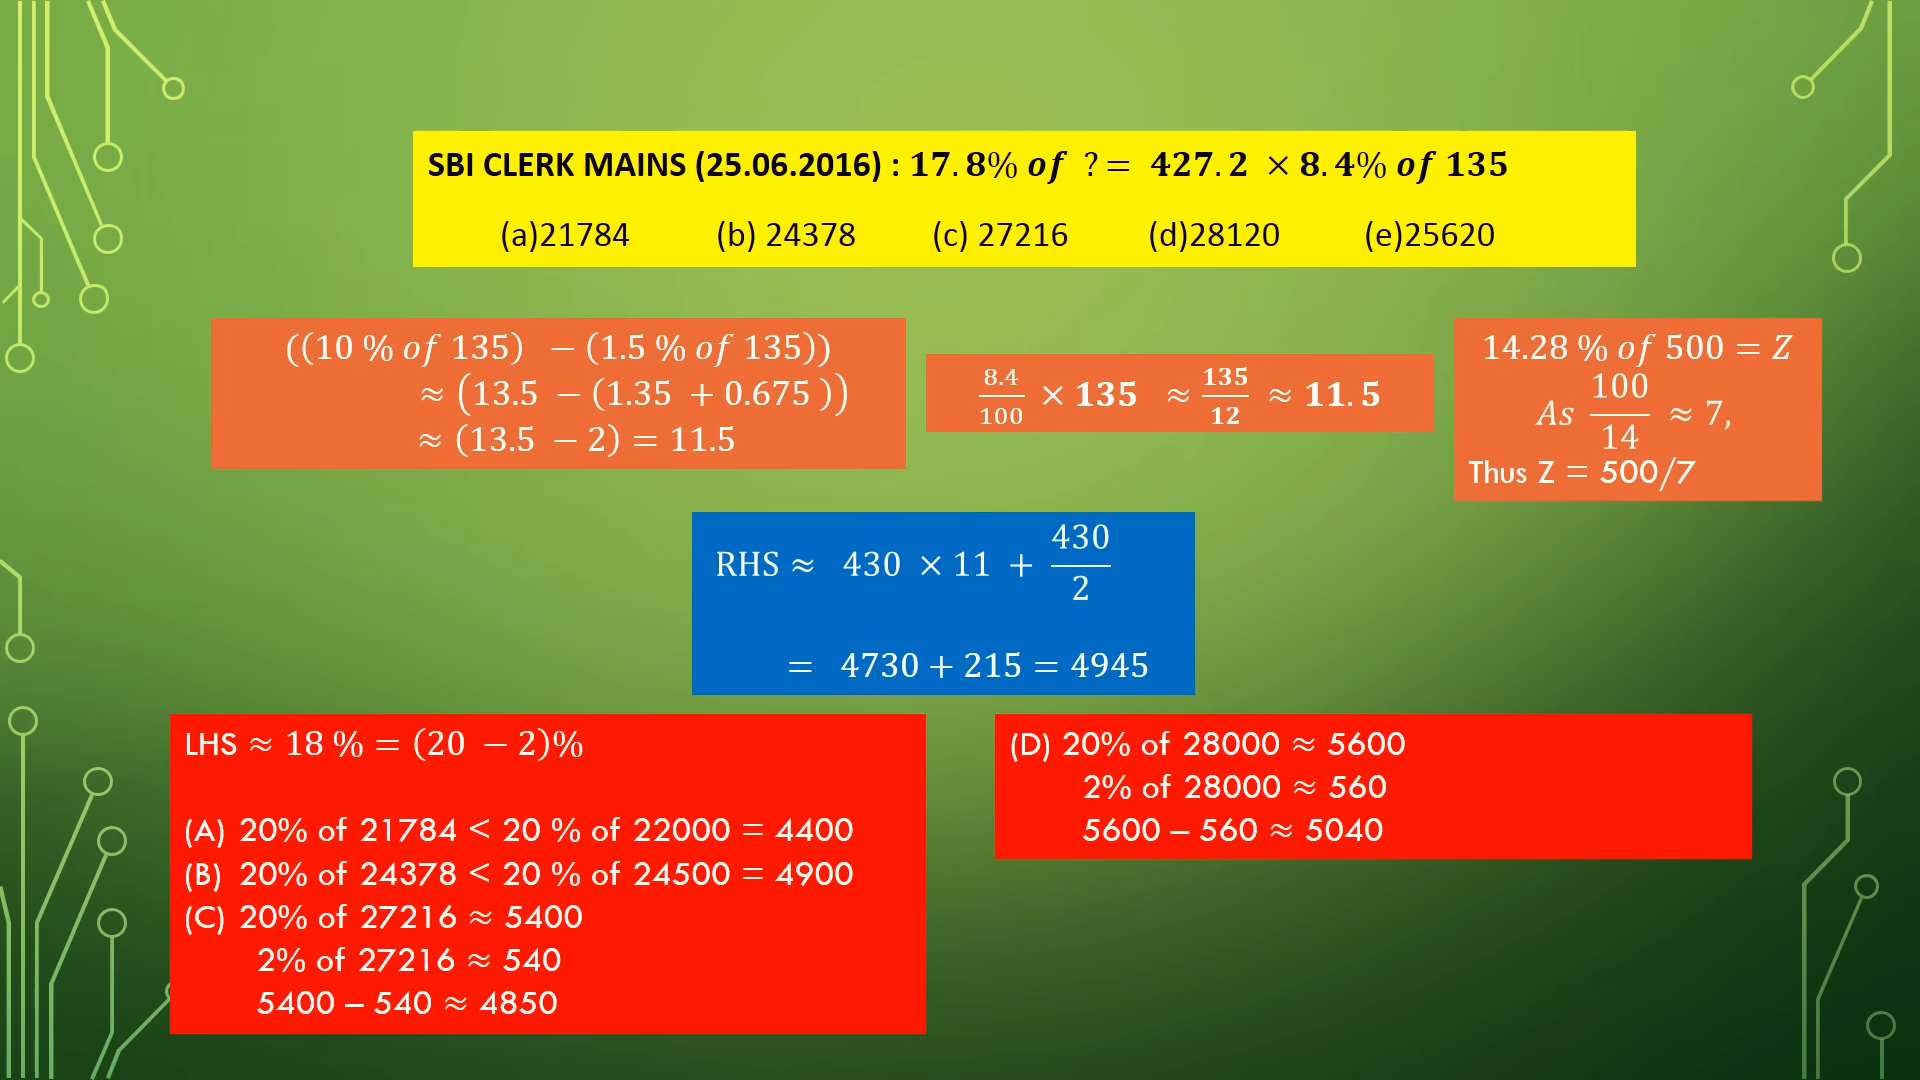 SBI CLERK MAINS (25.06.2016) : 17.8% of ? = 427.2 × 8.4% of 135
(a)21784 (b) 24378 (c) 27216 (d)28120 (e)25620
((10 % of 135) − (1.5 % of 135))
≈ (13.5 − (1.35 + 0.675 ))
≈ (13.5 − 2) = 11.5
8.4/100 × 135 ≈ 135/12 ≈ 11.5
14.28 % of 500 = Z
As 100/14 ≈ 7,
Thus Z = 500/7
RHS ≈ 430 × 11 + 430/2
= 4730 + 215 = 4945
LHS ≈ 18 % = (20 − 2)%
(A) 20% of 21784 < 20 % of 22000 = 4400
(B) 20% of 24378 < 20 % of 24500 = 4900
(C) 20% of 27216 ≈ 5400
2% of 27216 ≈ 540
5400 – 540 ≈ 4850
(D) 20% of 28000 ≈ 5600
2% of 28000 ≈ 560
5600 – 560 ≈ 5040